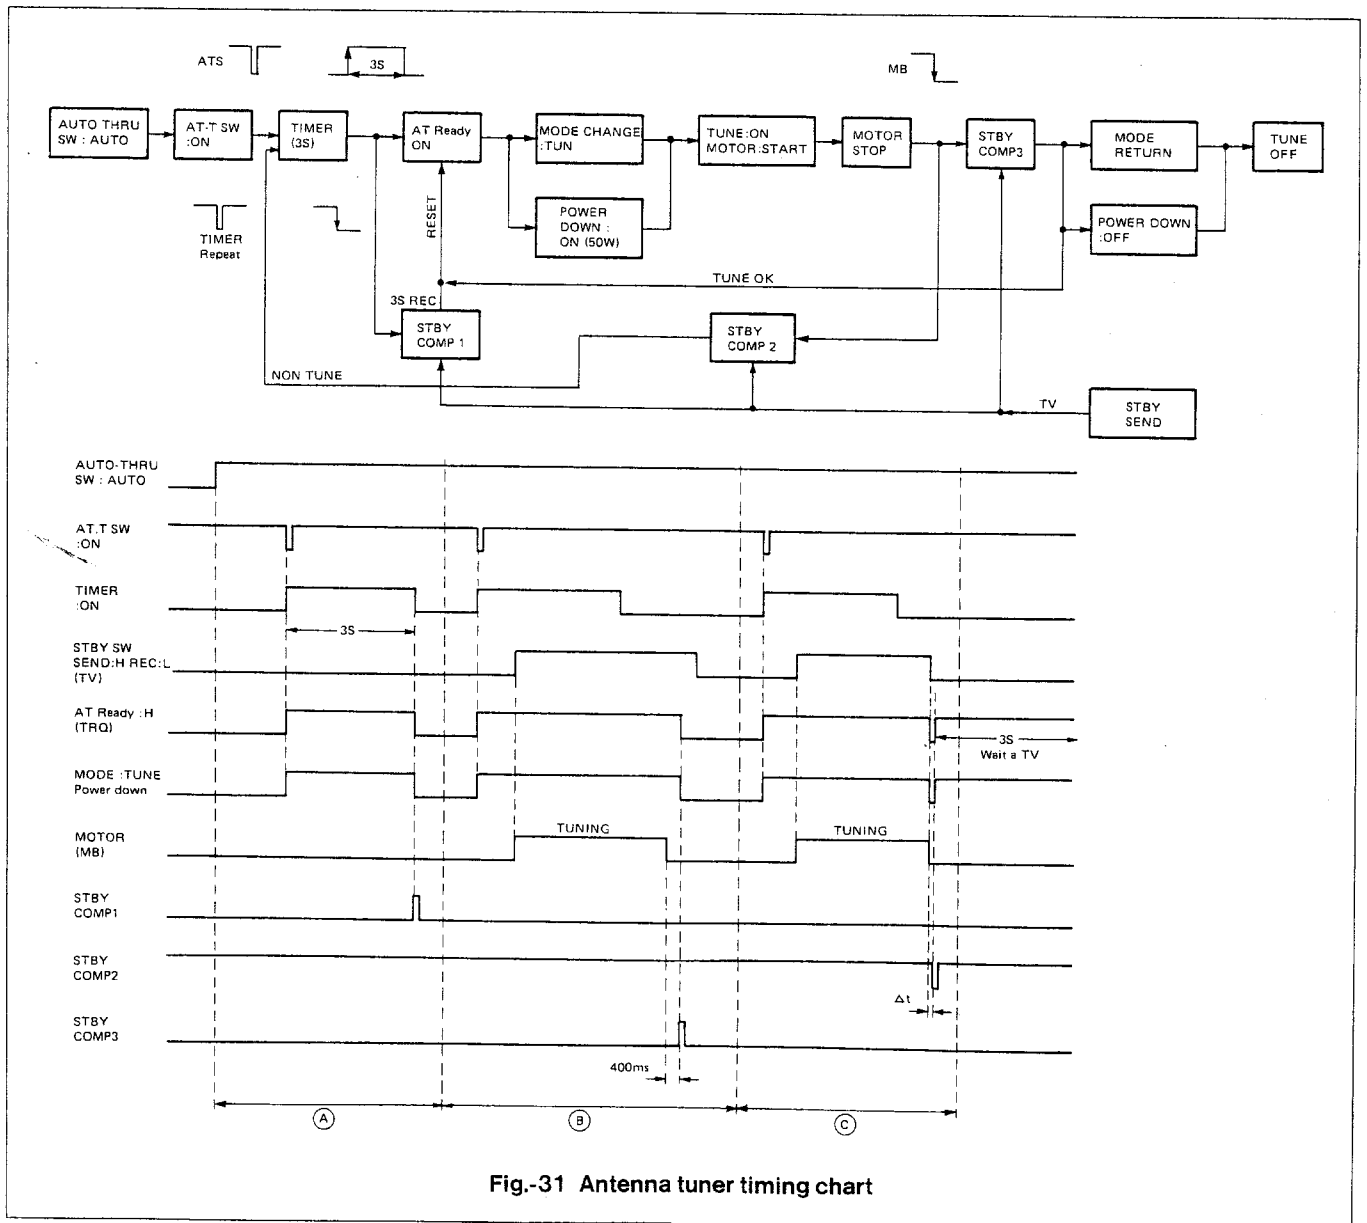 ATS
3S
MB
AUTO THRU
SW : AUTO
AT-T SW
:ON
TIMER
(3S)
AT Ready
ON
MODE CHANGE
:TUN
TUNE:ON
MOTOR:START
MOTOR
STOP
STBY
COMP3
MODE
RETURN
TUNE
OFF
TIMER
Repeat
RESET
POWER
DOWN :
ON (50W)
POWER DOWN
:OFF
TUNE OK
3S REC
STBY
COMP 1
STBY
COMP 2
NON TUNE
TV
STBY
SEND
AUTO-THRU
SW : AUTO
AT.T SW
:ON
TIMER
:ON
3S
STBY SW
SEND:H REC:L
(TV)
AT Ready :H
(TRQ)
3S
Wait a TV
MODE :TUNE
Power down
MOTOR
(MB)
TUNING
TUNING
STBY
COMP1
STBY
COMP2
Δt
STBY
COMP3
400ms
A
B
C
Fig.-31 Antenna tuner timing chart